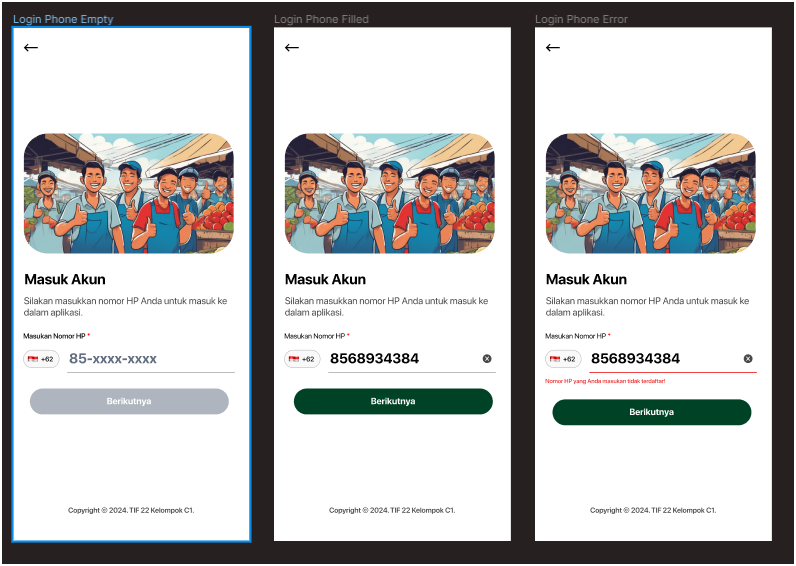 Login Phone Empty
Masuk Akun
Silakan masukkan nomor HP Anda untuk masuk ke
dalam aplikasi.
Masukan Nomor HP *
+62
85-xxxx-xxxx
Berikutnya
Copyright © 2024. TIF 22 Kelompok C1.
Login Phone Filled
Masuk Akun
Silakan masukkan nomor HP Anda untuk masuk ke
dalam aplikasi.
Masukan Nomor HP *
+62
8568934384
Berikutnya
Copyright © 2024. TIF 22 Kelompok C1.
Login Phone Error
Masuk Akun
Silakan masukkan nomor HP Anda untuk masuk ke
dalam aplikasi.
Masukan Nomor HP *
+62
8568934384
Nomor HP yang Anda masukan tidak terdaftar!
Berikutnya
Copyright © 2024. TIF 22 Kelompok C1.